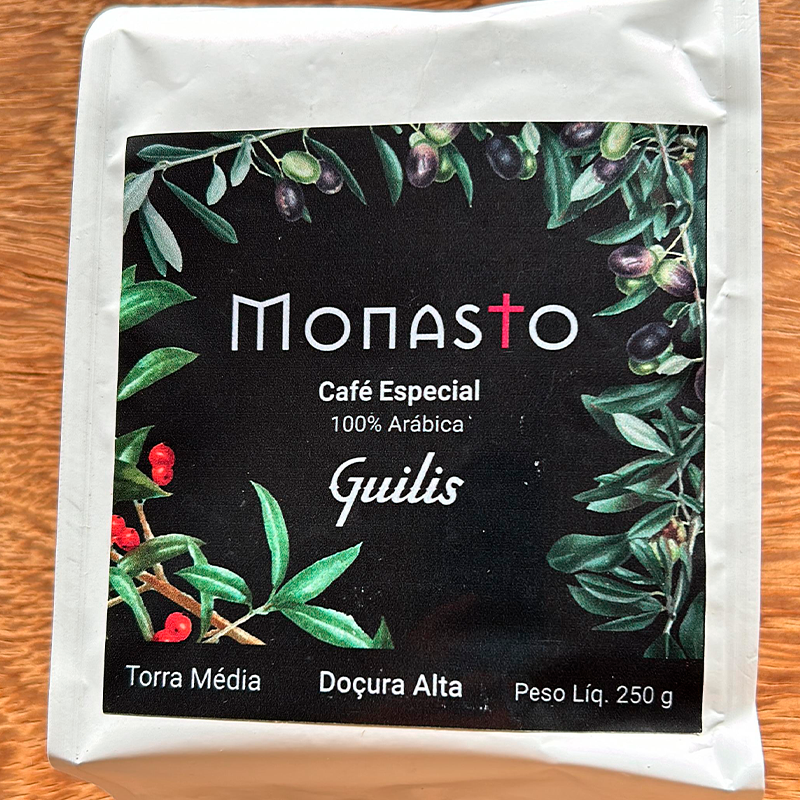 Monasto
Café Especial
100% Arábica
Guilis
Torra Média Doçura Alta Peso Líq. 250 g